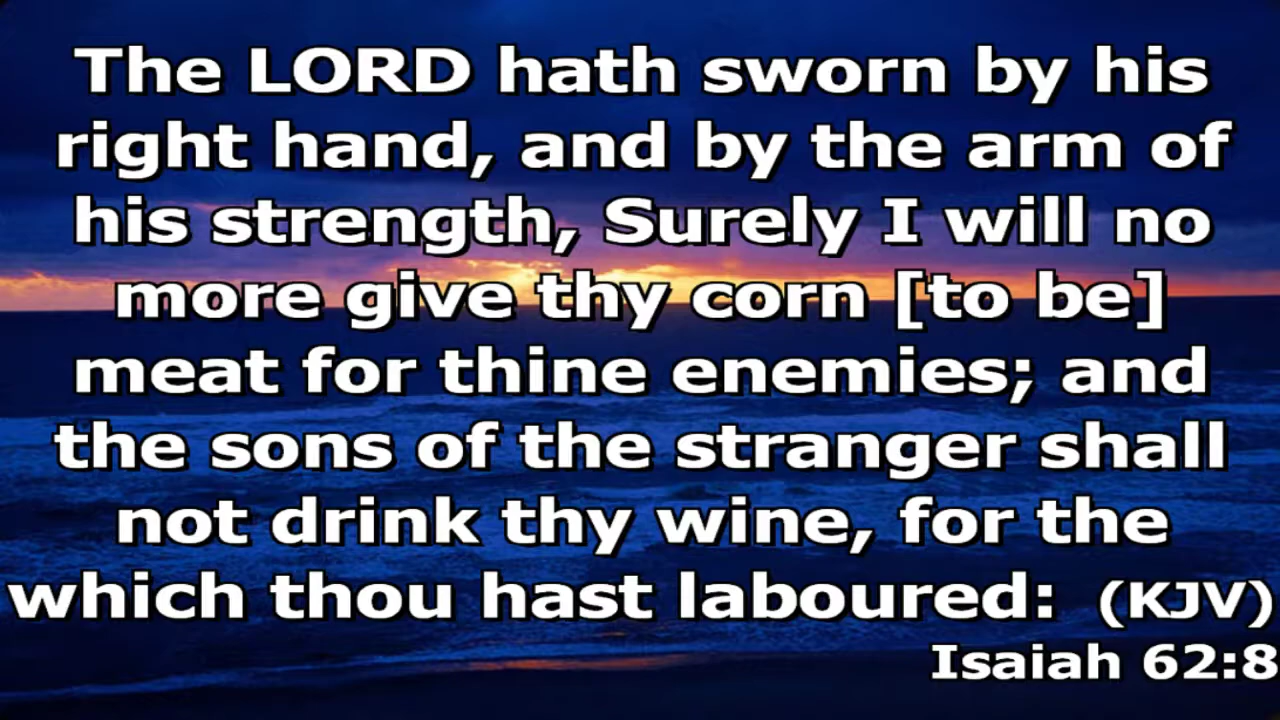 The LORD hath sworn by his
right hand, and by the arm of
his strength, Surely I will no
more give thy corn [to be]
meat for thine enemies; and
the sons of the stranger shall
not drink thy wine, for the
which thou hast laboured: (KJV)
Isaiah 62:8